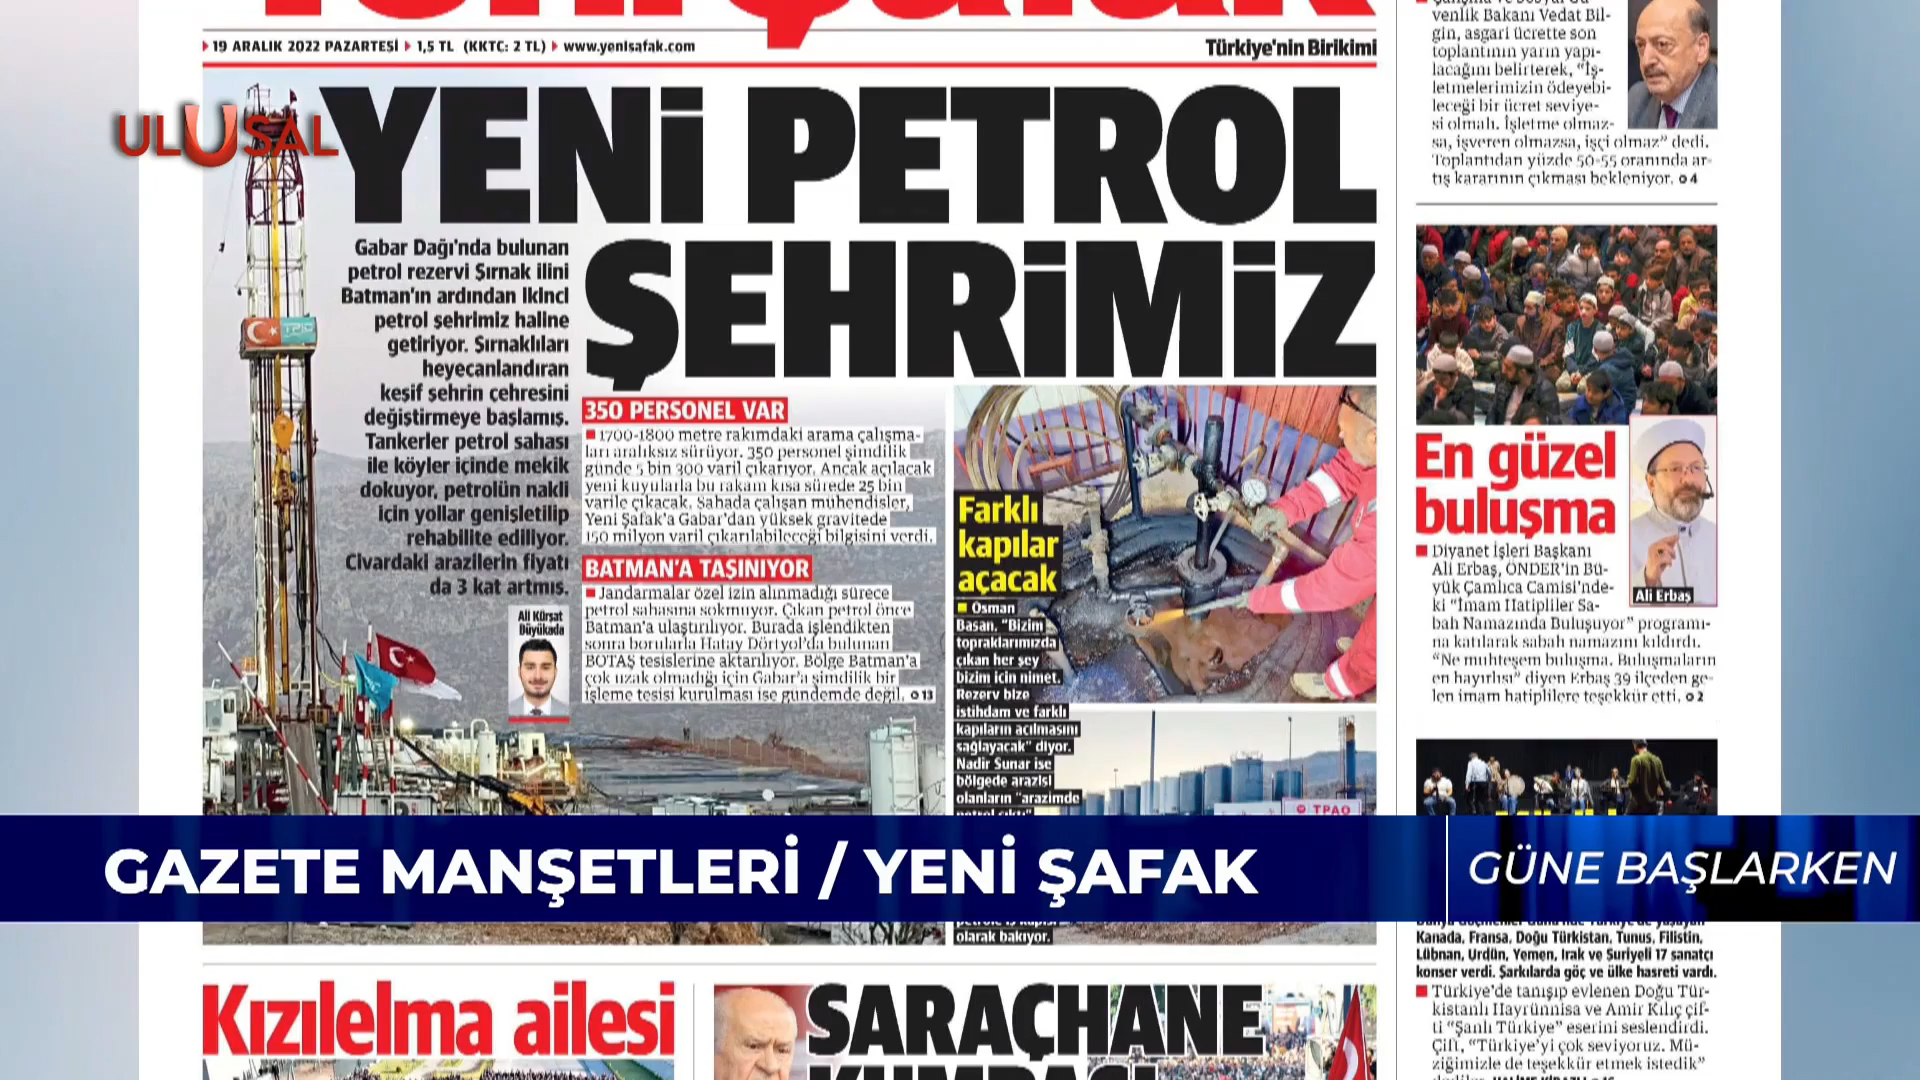 19 ARALIK 2022 PAZARTESİ 1,5 TL (KKTC: 2 TL) www.yenisafak.com
Türkiye'nin Birikimi
ULUSAL
YENİ PETROL
ŞEHRİMİZ
Gabar Dağı'nda bulunan
petrol rezervi Şırnak ilini
Batman'ın ardından ikinci
petrol şehrimiz haline
getiriyor. Şırnaklıları
heyecanlandıran
keşif şehrin çehresini
değiştirmeye başlamış.
Tankerler petrol sahası
ile köyler içinde mekik
dokuyor, petrolün nakli
için yollar genişletilip
rehabilite ediliyor.
Civardaki arazilerin fiyatı
da 3 kat artmış.
Ali Kürşat
Büyükada
350 PERSONEL VAR
1700-1800 metre rakımdaki arama çalışma-
ları aralıksız sürüyor. 350 personel şimdilik
günde 5 bin 300 varil çıkarıyor. Ancak açılacak
yeni kuyularla bu rakam kısa sürede 25 bin
varile çıkacak. Sahada çalışan mühendisler,
Yeni Şafak'a Gabar'dan yüksek gravitede
150 milyon varil çıkarılabileceği bilgisini verdi.
BATMAN'A TAŞINIYOR
Jandarmalar özel izin alınmadığı sürece
petrol sahasına sokmuyor. Çıkan petrol önce
Batman'a ulaştırılıyor. Burada işlendikten
sonra borularla Hatay Dörtyol'da bulunan
BOTAŞ tesislerine aktarılıyor. Bölge Batman'a
çok uzak olmadığı için Gabar'a şimdilik bir
işleme tesisi kurulması ise gündemde değil. 13
Farklı
kapılar
açacak
Osman
Basan, "Bizim
topraklarımızda
çıkan her şey
bizim için nimet.
Rezerv bize
istihdam ve farklı
kapıların açılmasını
sağlayacak" diyor.
Nadir Sunar ise
bölgede arazisi
olanların "arazimde
petrol çıktı"
olarak bakıyor.
TPAO
venlik Bakanı Vedat Bil-
gin, asgari ücrette son
toplantının yarın yapı-
lacağını belirterek, "İş-
letmelerimizin ödeyebi-
leceği bir ücret seviye-
si olmalı. İşletme olmaz-
sa, işveren olmazsa, işçi olmaz" dedi.
Toplantıdan yüzde 50-55 oranında ar-
tış kararının çıkması bekleniyor. 4
En güzel
buluşma
Ali Erbaş
Diyanet İşleri Başkanı
Ali Erbaş, ÖNDER'in Bü-
yük Çamlıca Camisi'nde-
ki "İmam Hatipliler Sa-
bah Namazında Buluşuyor" programı-
na katılarak sabah namazını kıldırdı.
"Ne muhteşem buluşma. Buluşmaların
en hayırlısı" diyen Erbaş 39 ilçeden ge-
len imam hatiplilere teşekkür etti. 2
GAZETE MANŞETLERİ / YENİ ŞAFAK
GÜNE BAŞLARKEN
Kanada, Fransa, Doğu Türkistan, Tunus, Filistin,
Lübnan, Ürdün, Yemen, Irak ve Suriyeli 17 sanatçı
konser verdi. Şarkılarda göç ve ülke hasreti vardı.
Türkiye'de tanışıp evlenen Doğu Tür-
kistanlı Hayrünnisa ve Amir Kılıç çif-
ti "Şanlı Türkiye" eserini seslendirdi.
Çift, "Türkiye'yi çok seviyoruz. Mü-
ziğimizle de teşekkür etmek istedik"
Kızılelma ailesi
SARAÇHANE
KUMPASI